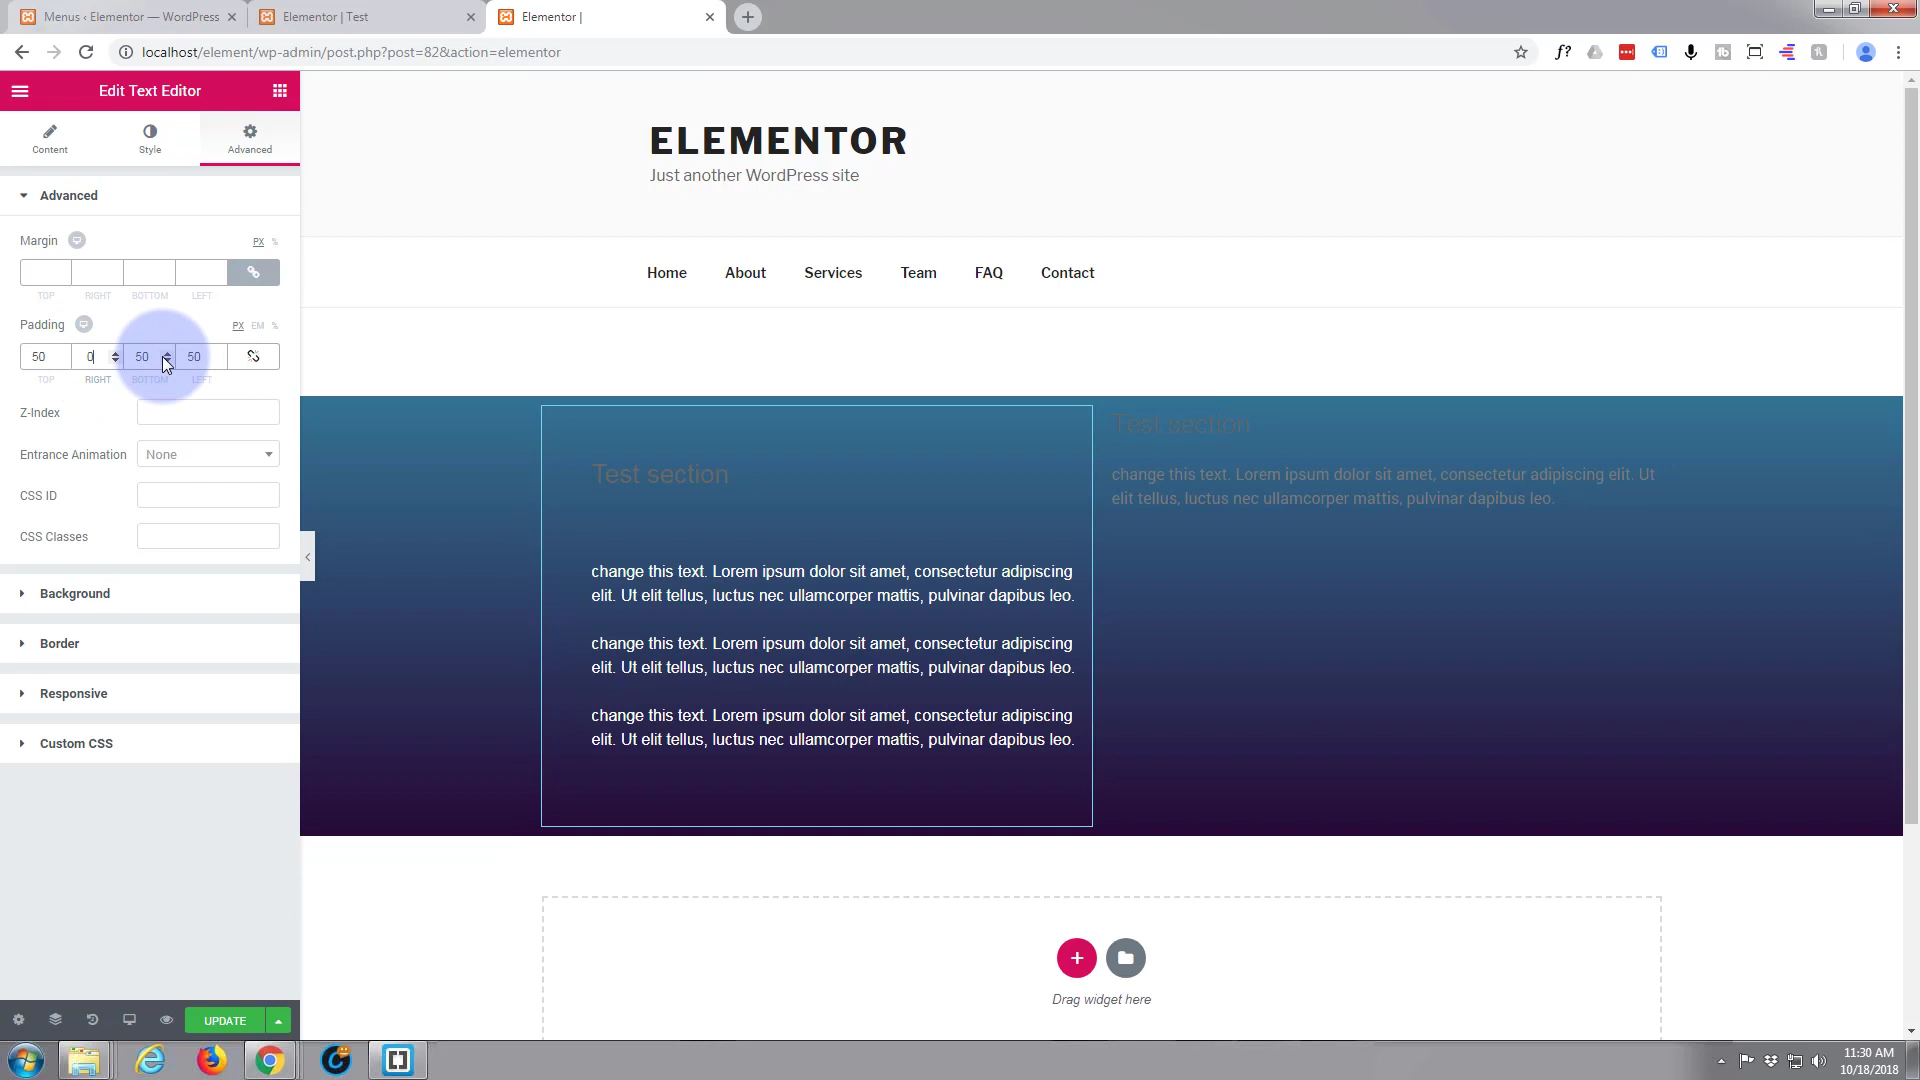 Menus ‹ Elementor — WordPress
Elementor | Test
Elementor |
localhost/element/wp-admin/post.php?post=82&action=elementor
Edit Text Editor
Content
Style
Advanced
Advanced
Margin
PX %
TOP RIGHT BOTTOM LEFT
Padding
PX EM %
50 0 50 50
TOP RIGHT BOTTOM LEFT
Z-Index
Entrance Animation
None
CSS ID
CSS Classes
Background
Border
Responsive
Custom CSS
UPDATE
ELEMENTOR
Just another WordPress site
Home About Services Team FAQ Contact
Test section
change this text. Lorem ipsum dolor sit amet, consectetur adipiscing
elit. Ut elit tellus, luctus nec ullamcorper mattis, pulvinar dapibus leo.
change this text. Lorem ipsum dolor sit amet, consectetur adipiscing
elit. Ut elit tellus, luctus nec ullamcorper mattis, pulvinar dapibus leo.
change this text. Lorem ipsum dolor sit amet, consectetur adipiscing
elit. Ut elit tellus, luctus nec ullamcorper mattis, pulvinar dapibus leo.
Test section
change this text. Lorem ipsum dolor sit amet, consectetur adipiscing elit. Ut
elit tellus, luctus nec ullamcorper mattis, pulvinar dapibus leo.
Drag widget here
11:30 AM
10/18/2018